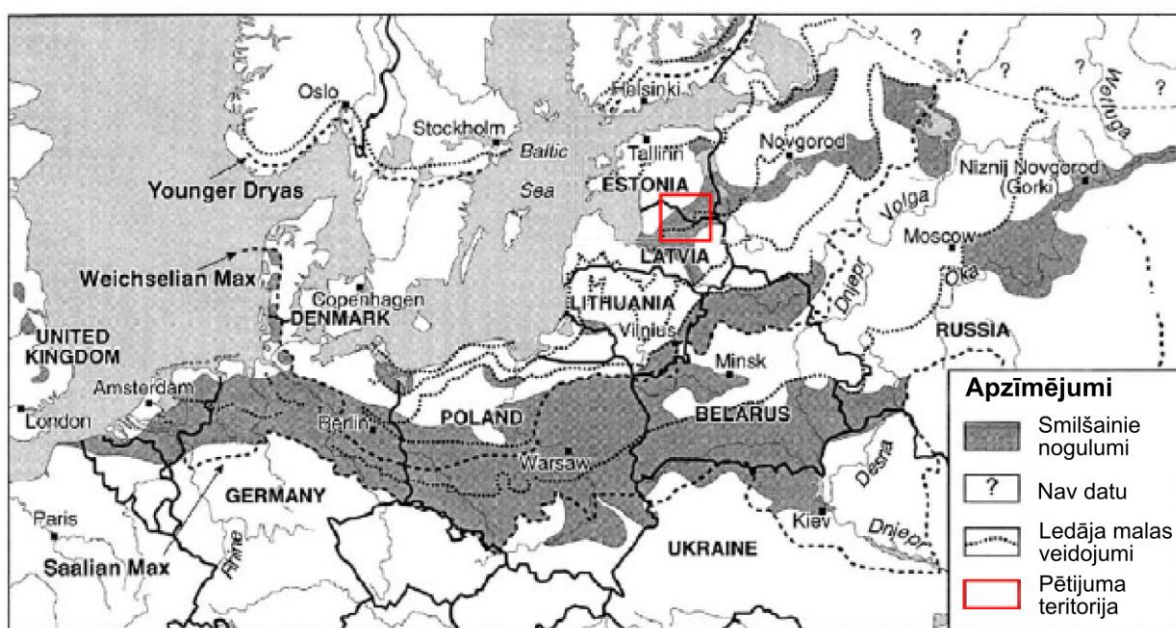 Oslo
Stockholm
Baltic
Sea
Helsinki
Tallinn
ESTONIA
Novgorod
?
?
?
?
Wetluga
Niznij Novgorod
(Gorki)
Younger Dryas
Volga
Moscow
Oka
LATVIA
Weichselian Max
Copenhagen
DENMARK
LITHUANIA
Vilnius
Dniepr
RUSSIA
UNITED
KINGDOM
Amsterdam
London
Minsk
BELARUS
Berlin
POLAND
Warsaw
GERMANY
Paris
Saalian Max
Rhine
UKRAINE
Kiev
Desna
Dniepr
Apzīmējumi
Smilšainie
nogulumi
?
Nav datu
Ledāja malas
veidojumi
Pētijuma
teritorija